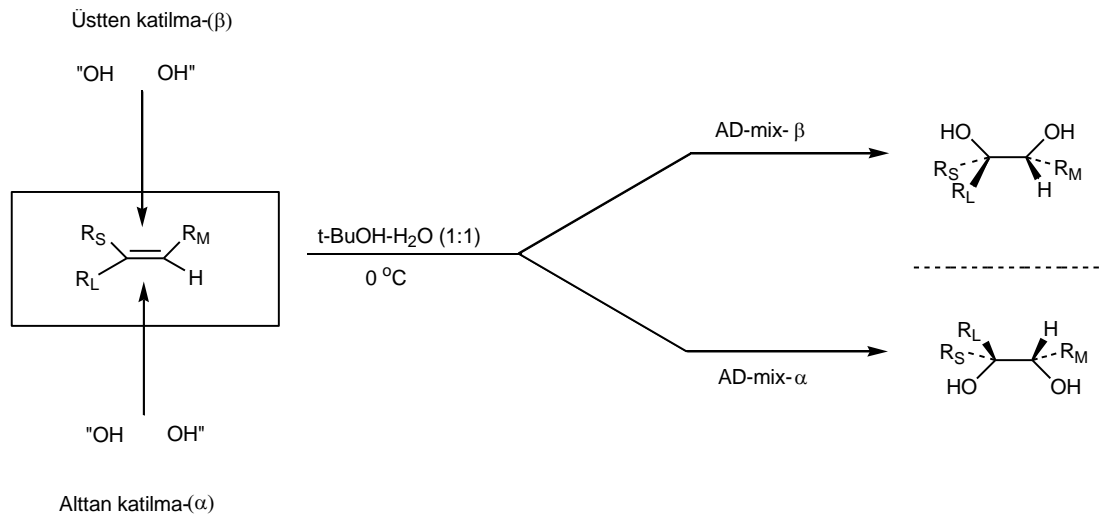 Üstten katilma-(β)
"OH OH"
R_S R_M
R_L H
"OH OH"
Alttan katilma-(α)
t-BuOH-H₂O (1:1)
0 °C
AD-mix- β
AD-mix-α
HO OH
R_S R_M
R_L H
R_L H
R_S R_M
HO OH